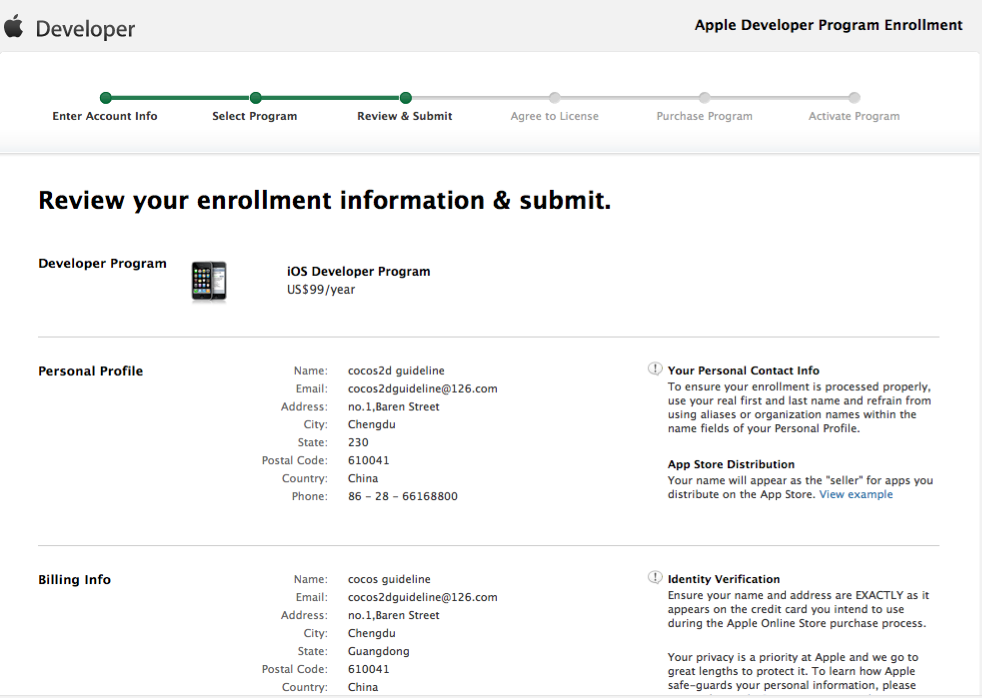 Developer
Apple Developer Program Enrollment
Enter Account Info
Select Program
Review & Submit
Agree to License
Purchase Program
Activate Program
Review your enrollment information & submit.
Developer Program
iOS Developer Program
US$99/year
Personal Profile
Name: cocos2d guideline
Email: cocos2dguideline@126.com
Address: no.1,Baren Street
City: Chengdu
State: 230
Postal Code: 610041
Country: China
Phone: 86 - 28 - 66168800
Your Personal Contact Info
To ensure your enrollment is processed properly,
use your real first and last name and refrain from
using aliases or organization names within the
name fields of your Personal Profile.
App Store Distribution
Your name will appear as the "seller" for apps you
distribute on the App Store. View example
Billing Info
Name: cocos guideline
Email: cocos2dguideline@126.com
Address: no.1,Baren Street
City: Chengdu
State: Guangdong
Postal Code: 610041
Country: China
Identity Verification
Ensure your name and address are EXACTLY as it
appears on the credit card you intend to use
during the Apple Online Store purchase process.
Your privacy is a priority at Apple and we go to
great lengths to protect it. To learn how Apple
safe-guards your personal information, please